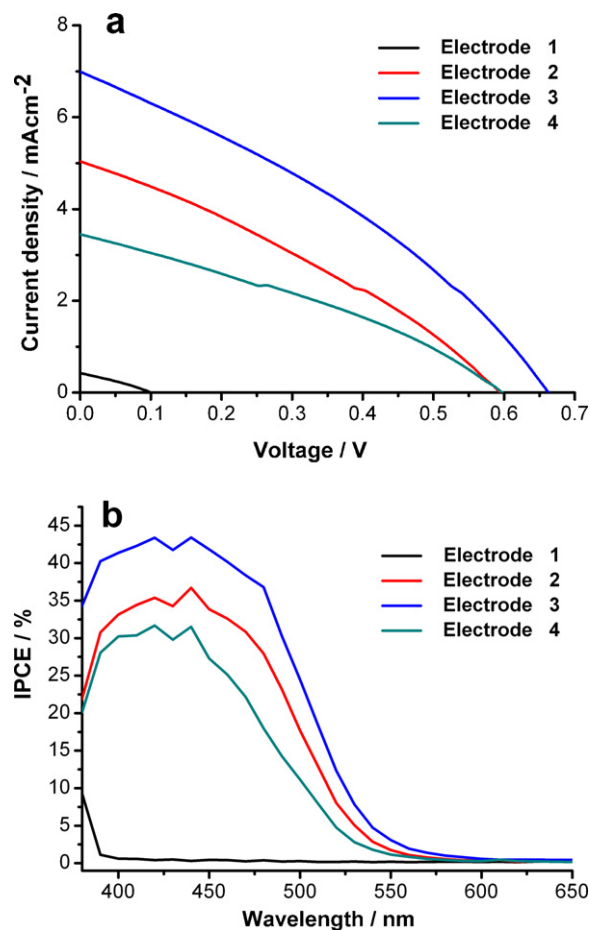 a
8
6
4
2
0
Current density / mAcm-2
Electrode 1
Electrode 2
Electrode 3
Electrode 4
0.0 0.1 0.2 0.3 0.4 0.5 0.6 0.7
Voltage / V
b
45
40
35
30
25
20
15
10
5
0
IPCE / %
Electrode 1
Electrode 2
Electrode 3
Electrode 4
400 450 500 550 600 650
Wavelength / nm